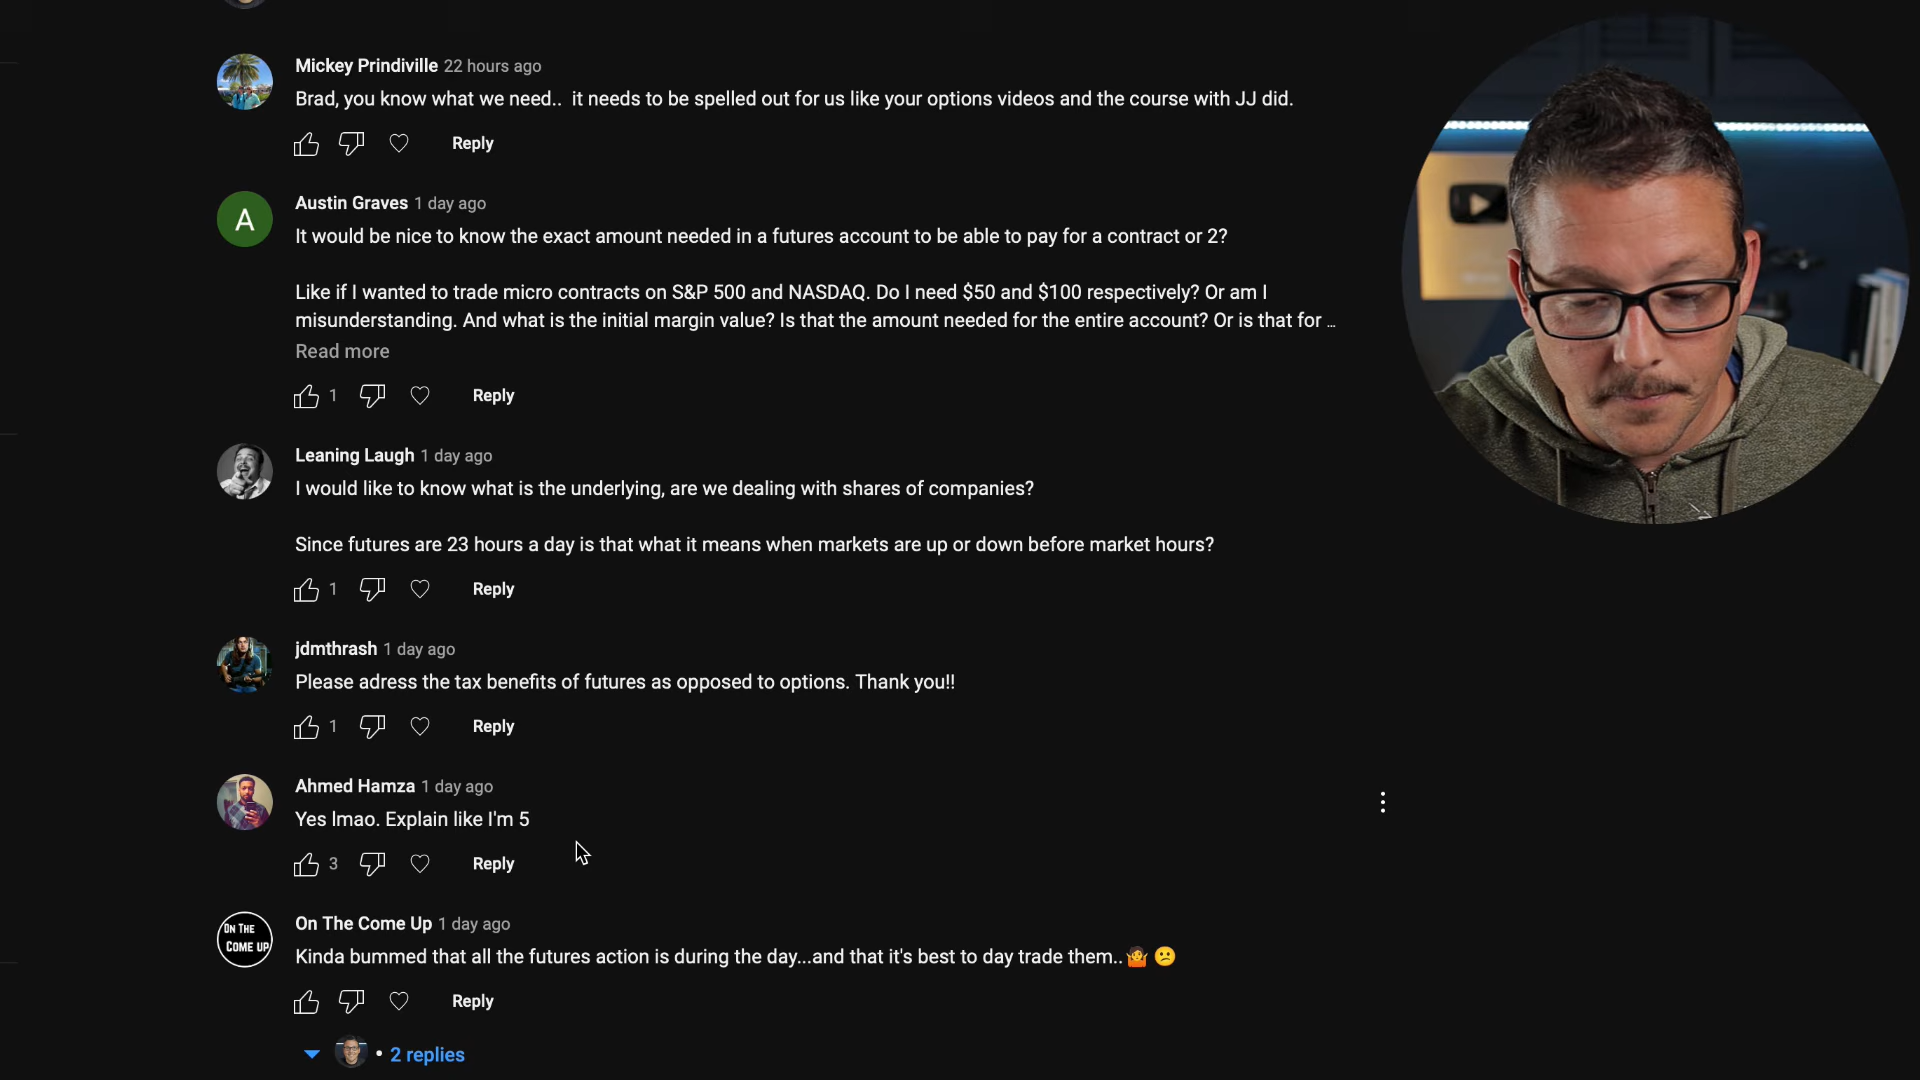 Mickey Prindiville 22 hours ago
Brad, you know what we need..  it needs to be spelled out for us like your options videos and the course with JJ did.
Reply
A
Austin Graves 1 day ago
It would be nice to know the exact amount needed in a futures account to be able to pay for a contract or 2?
Like if I wanted to trade micro contracts on S&P 500 and NASDAQ. Do I need $50 and $100 respectively? Or am I
misunderstanding. And what is the initial margin value? Is that the amount needed for the entire account? Or is that for ...
Read more
1 Reply
Leaning Laugh 1 day ago
I would like to know what is the underlying, are we dealing with shares of companies?
Since futures are 23 hours a day is that what it means when markets are up or down before market hours?
1 Reply
jdmthrash 1 day ago
Please adress the tax benefits of futures as opposed to options. Thank you!!
1 Reply
Ahmed Hamza 1 day ago
Yes lmao. Explain like I'm 5
3 Reply
ON THE
COME UP
On The Come Up 1 day ago
Kinda bummed that all the futures action is during the day...and that it's best to day trade them.. 🤷 😕
Reply
• 2 replies